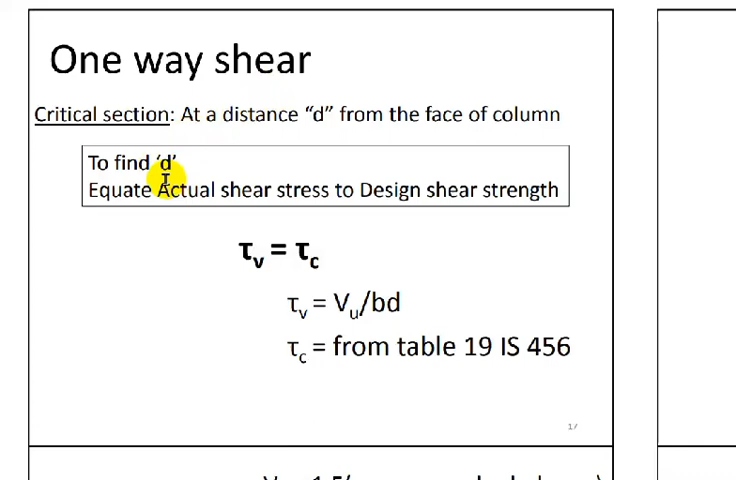 One way shear
Critical section: At a distance “d” from the face of column
To find ‘d’
Equate Actual shear stress to Design shear strength
τv = τc
τv = Vu/bd
τc = from table 19 IS 456
17